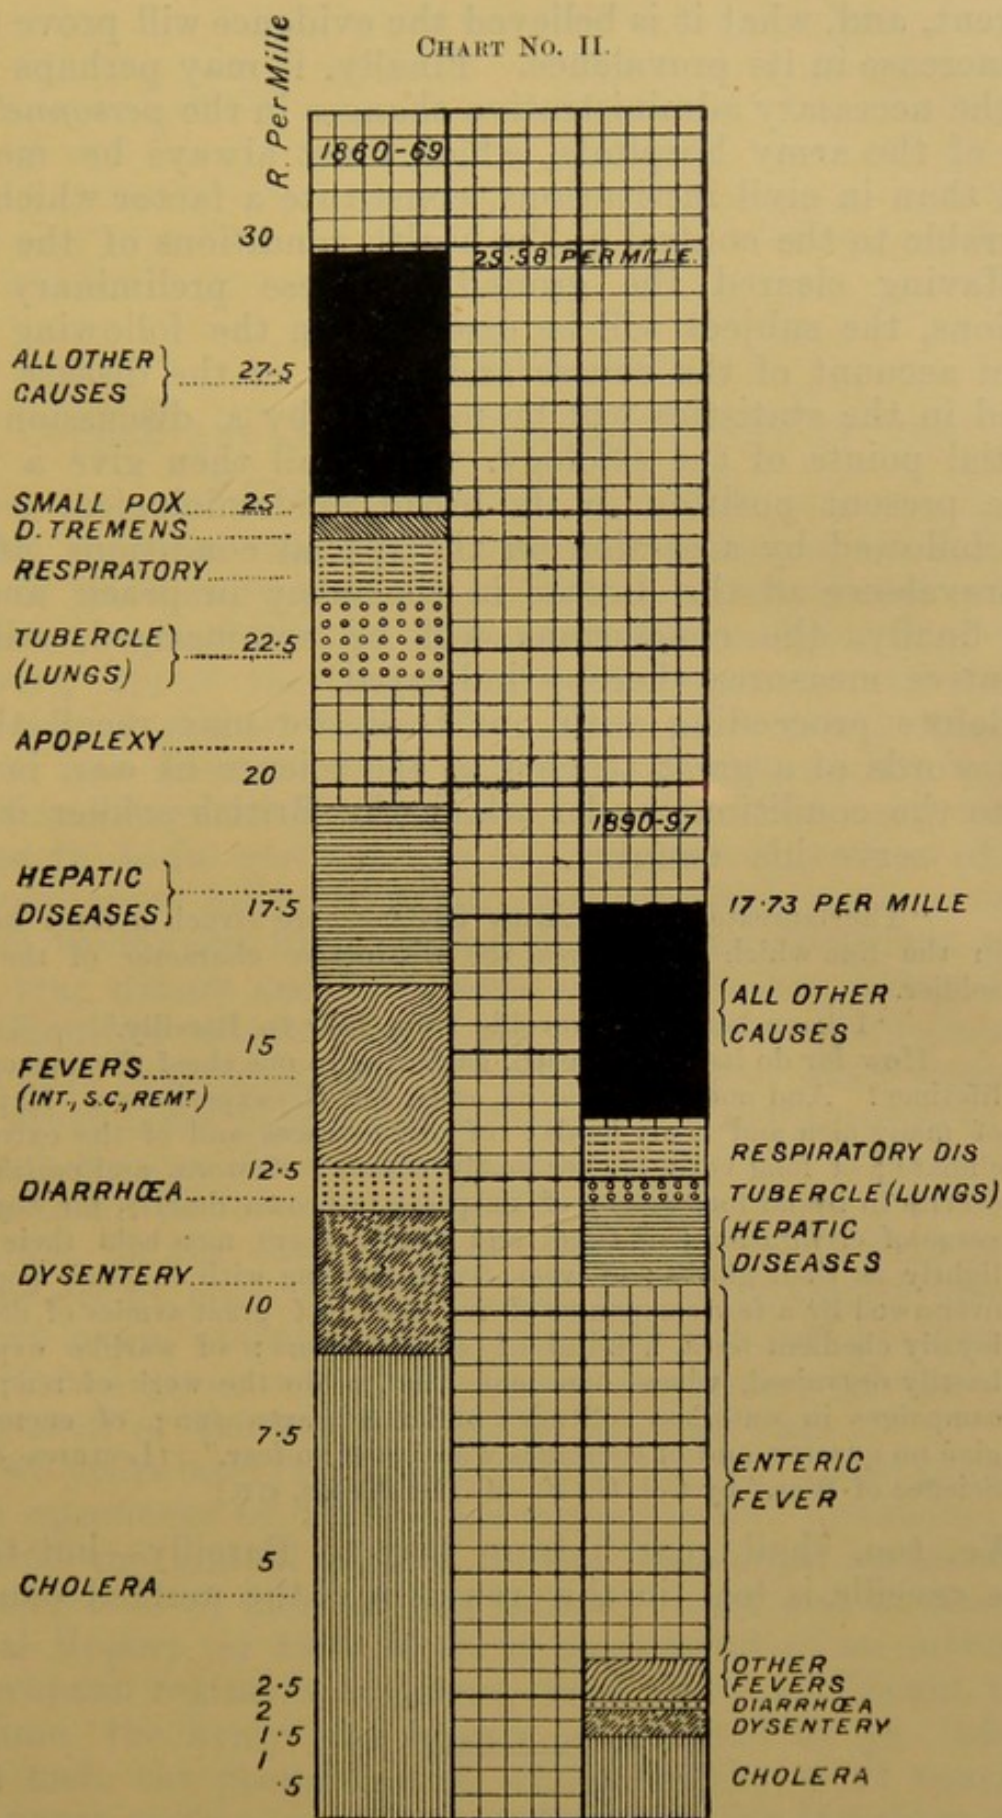 CHART NO. II.
R. Per Mille
1860-69
30
29·58 PER MILLE.
ALL OTHER
CAUSES
27·5
SMALL POX
25
D. TREMENS
RESPIRATORY
TUBERCLE
(LUNGS)
22·5
APOPLEXY
20
1890-97
HEPATIC
DISEASES
17·5
17·73 PER MILLE
ALL OTHER
CAUSES
15
FEVERS
(INT., S.C., REMT)
12·5
DIARRHŒA
RESPIRATORY DIS
TUBERCLE (LUNGS)
HEPATIC
DISEASES
DYSENTERY
10
7·5
ENTERIC
FEVER
5
CHOLERA
2·5
2
1·5
1
·5
OTHER
FEVERS
DIARRHŒA
DYSENTERY
CHOLERA